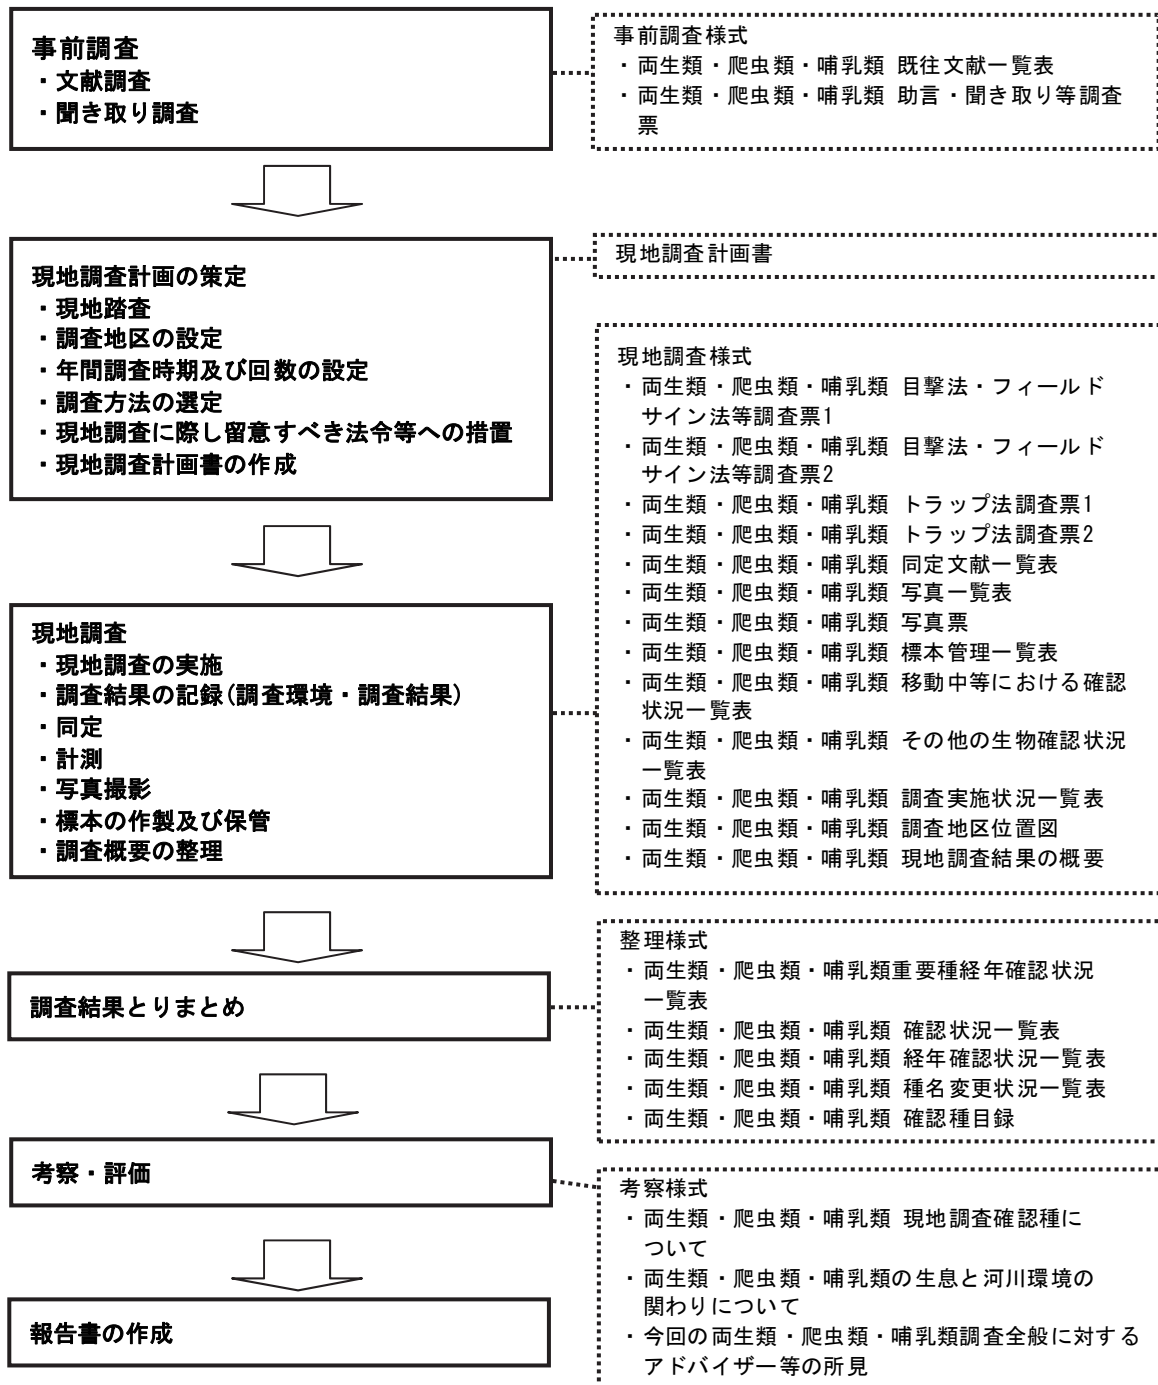 事前調査
・文献調査
・聞き取り調査
事前調査様式
・両生類・爬虫類・哺乳類 既往文献一覧表
・両生類・爬虫類・哺乳類 助言・聞き取り等調査
票
現地調査計画の策定
・現地踏査
・調査地区の設定
・年間調査時期及び回数の設定
・調査方法の選定
・現地調査に際し留意すべき法令等への措置
・現地調査計画書の作成
現地調査計画書
現地調査
・現地調査の実施
・調査結果の記録(調査環境・調査結果)
・同定
・計測
・写真撮影
・標本の作製及び保管
・調査概要の整理
現地調査様式
・両生類・爬虫類・哺乳類 目撃法・フィールド
サイン法等調査票1
・両生類・爬虫類・哺乳類 目撃法・フィールド
サイン法等調査票2
・両生類・爬虫類・哺乳類 トラップ法調査票1
・両生類・爬虫類・哺乳類 トラップ法調査票2
・両生類・爬虫類・哺乳類 同定文献一覧表
・両生類・爬虫類・哺乳類 写真一覧表
・両生類・爬虫類・哺乳類 写真票
・両生類・爬虫類・哺乳類 標本管理一覧表
・両生類・爬虫類・哺乳類 移動中等における確認
状況一覧表
・両生類・爬虫類・哺乳類 その他の生物確認状況
一覧表
・両生類・爬虫類・哺乳類 調査実施状況一覧表
・両生類・爬虫類・哺乳類 調査地区位置図
・両生類・爬虫類・哺乳類 現地調査結果の概要
調査結果とりまとめ
整理様式
・両生類・爬虫類・哺乳類重要種経年確認状況
一覧表
・両生類・爬虫類・哺乳類 確認状況一覧表
・両生類・爬虫類・哺乳類 経年確認状況一覧表
・両生類・爬虫類・哺乳類 種名変更状況一覧表
・両生類・爬虫類・哺乳類 確認種目録
考察・評価
考察様式
・両生類・爬虫類・哺乳類 現地調査確認種に
ついて
・両生類・爬虫類・哺乳類の生息と河川環境の
関わりについて
・今回の両生類・爬虫類・哺乳類調査全般に対する
アドバイザー等の所見
報告書の作成